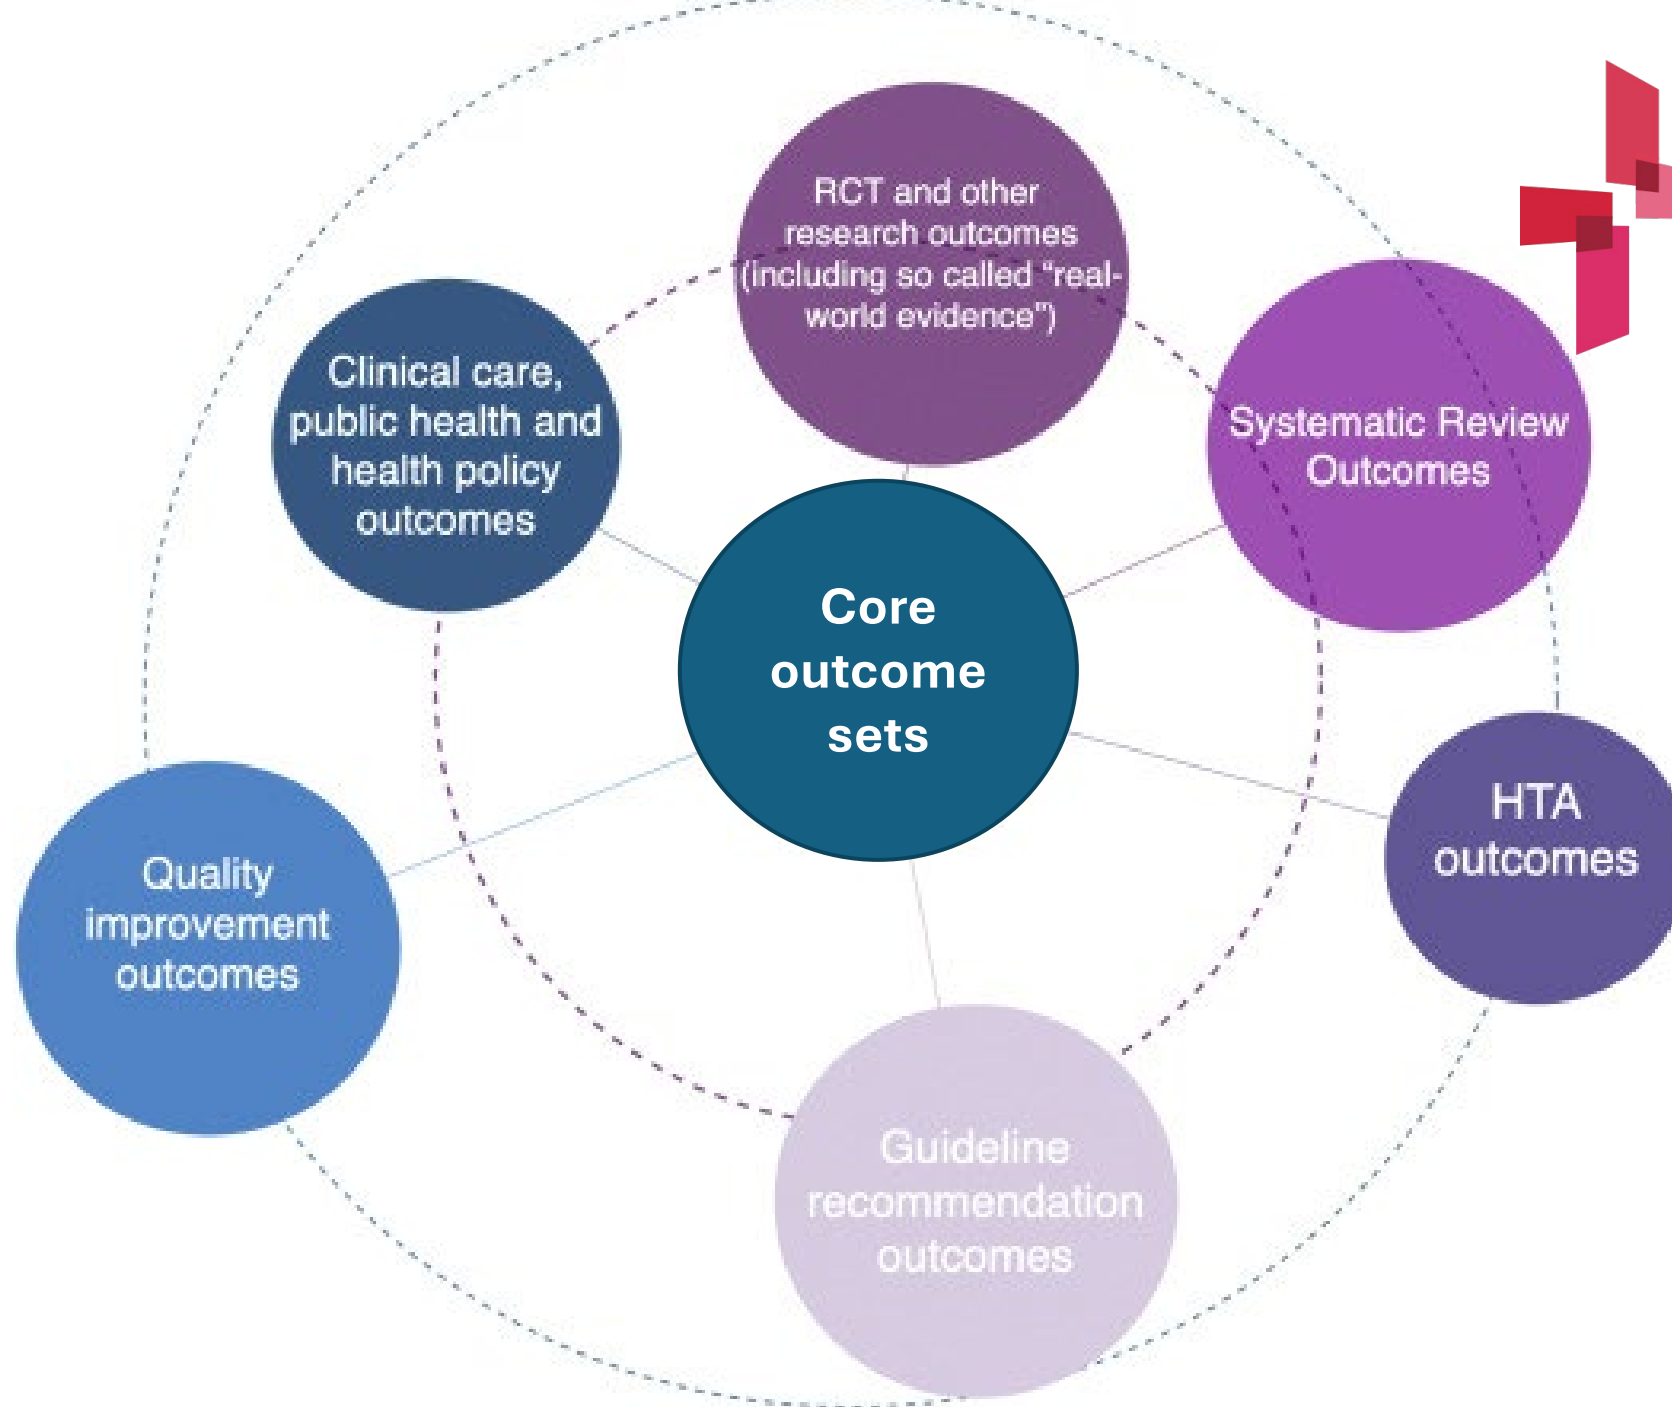 RCT and other
research outcomes
(including so called “real-
world evidence”)
Clinical care,
public health and
health policy
outcomes
Systematic Review
Outcomes
Core
outcome
sets
HTA
outcomes
Quality
improvement
outcomes
Guideline
recommendation
outcomes